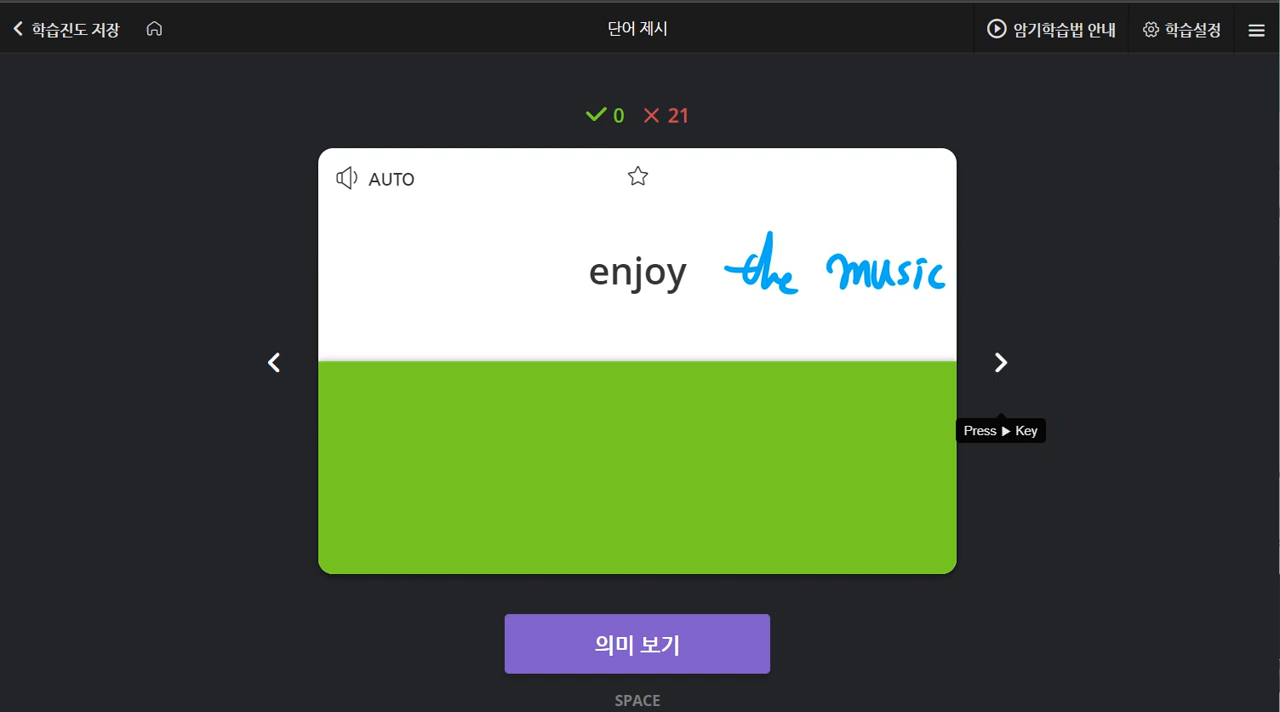 학습진도 저장 단어 제시 암기학습법 안내 학습설정
0 21
AUTO
enjoy the music
Press ▶ Key
의미 보기
SPACE